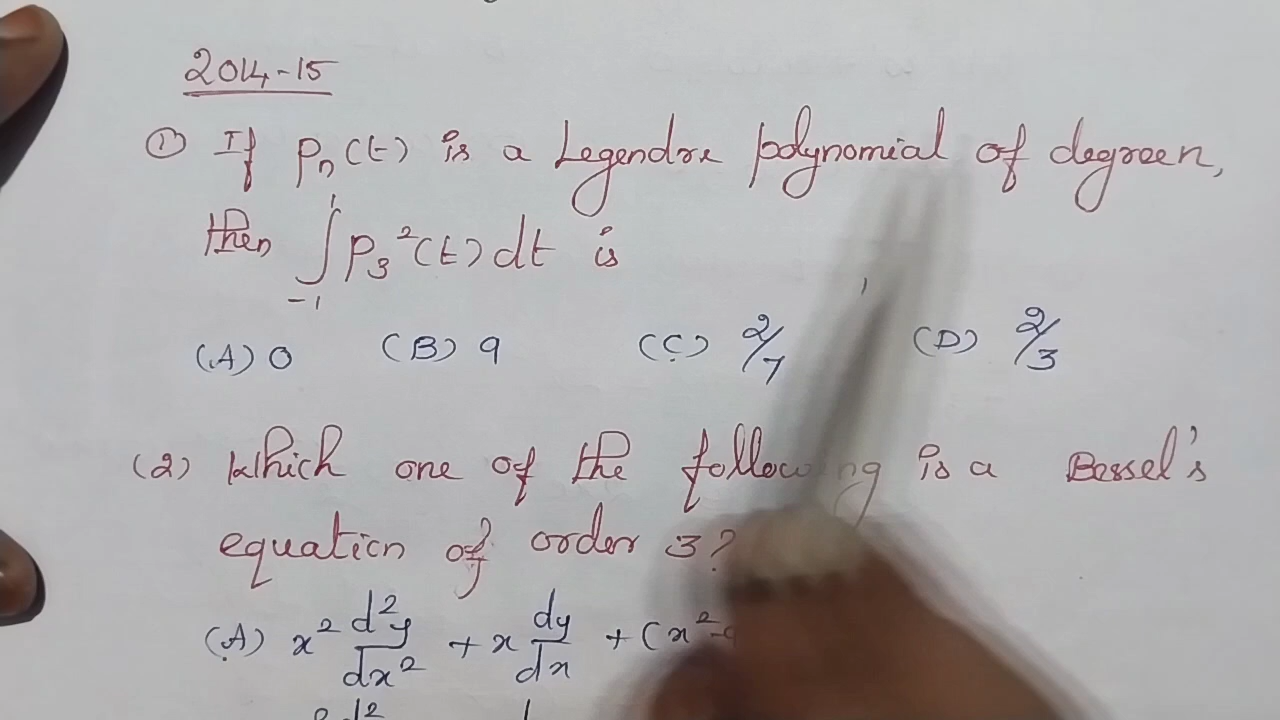 2014-15
① If Pn(t) is a Legendre polynomial of degree n,
then ∫₋₁¹ P₃²(t) dt is
(A) 0 (B) 9 (C) 2/7 (D) 2/3
(2) Which one of the following is a Bessel's
equation of order 3?
(A) x² d²y/dx² + x dy/dx + (x²-9